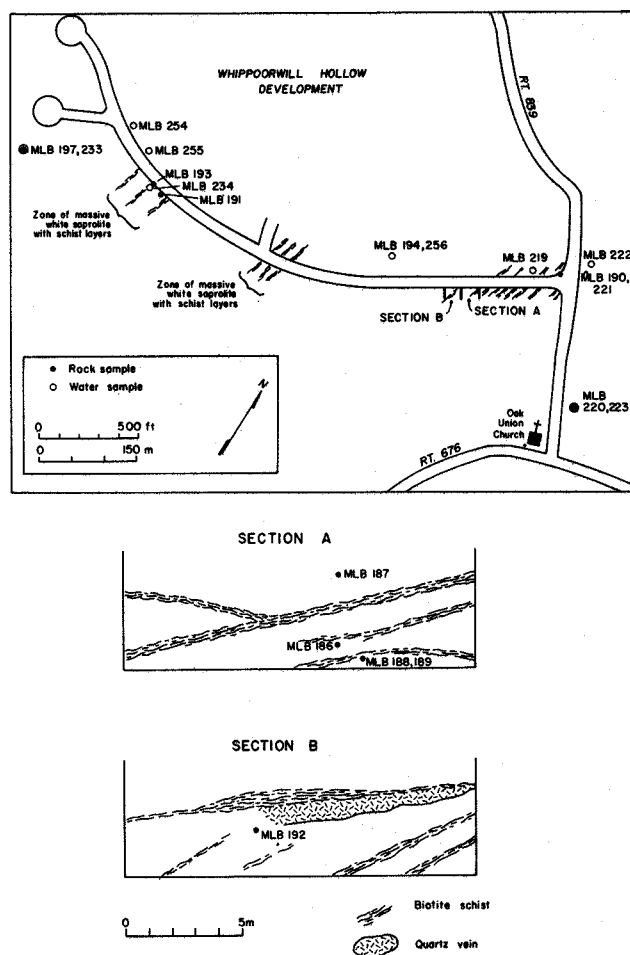 WHIPPOORWILL HOLLOW
DEVELOPMENT
RT. 859
MLB 254
MLB 197,233
MLB 255
MLB 193
MLB 234
MLB 191
Zone of massive
white saprolite
with schist layers
MLB 194,256
MLB 219
MLB 222
MLB 190,
221
Zone of massive
white saprolite
with schist layers
SECTION B
SECTION A
Rock sample
Water sample
N
0 500 ft
0 150 m
MLB
220,223
Oak
Union
Church
RT. 676
SECTION A
MLB 187
MLB 186
MLB 188,189
SECTION B
MLB 192
0 5m
Biotite schist
Quartz vein